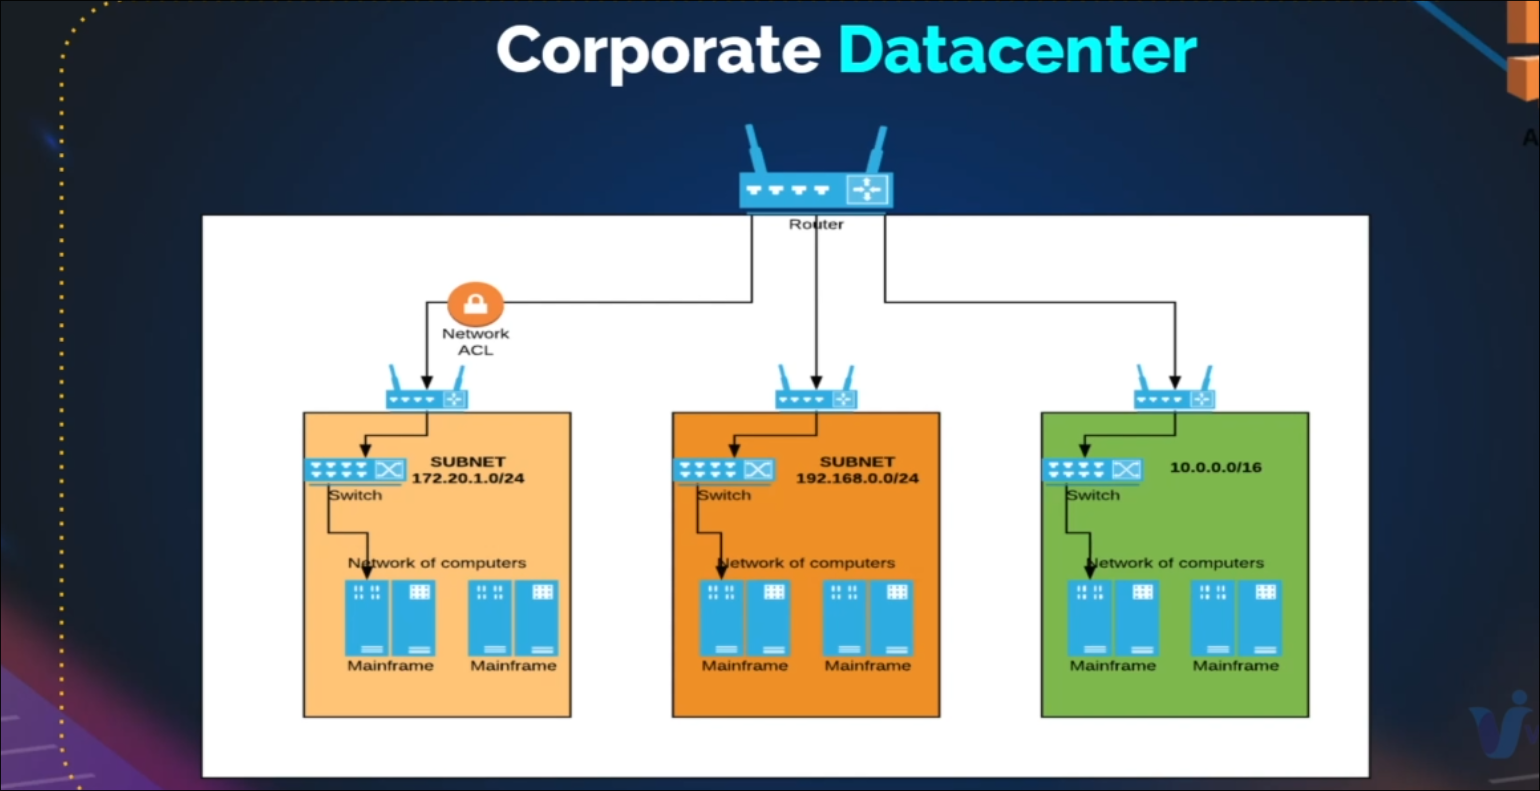 Corporate Datacenter
Router
Network
ACL
SUBNET
172.20.1.0/24
Switch
Network of computers
Mainframe
Mainframe
SUBNET
192.168.0.0/24
Switch
Network of computers
Mainframe
Mainframe
10.0.0.0/16
Switch
Network of computers
Mainframe
Mainframe